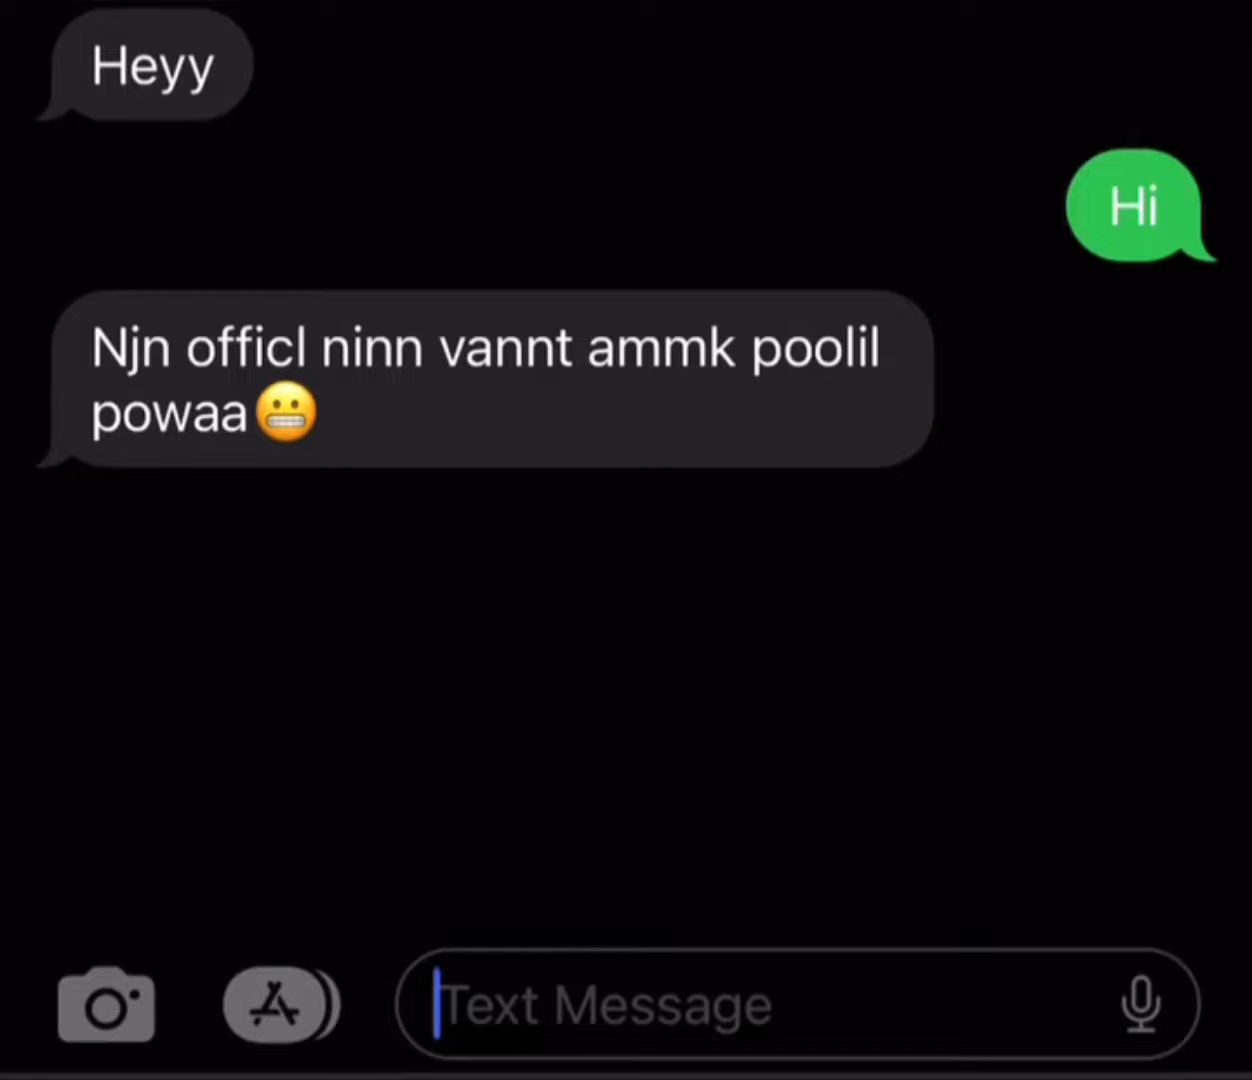 Heyy
Hi
Njn officl ninn vannt ammk poolil
powaa😬
Text Message